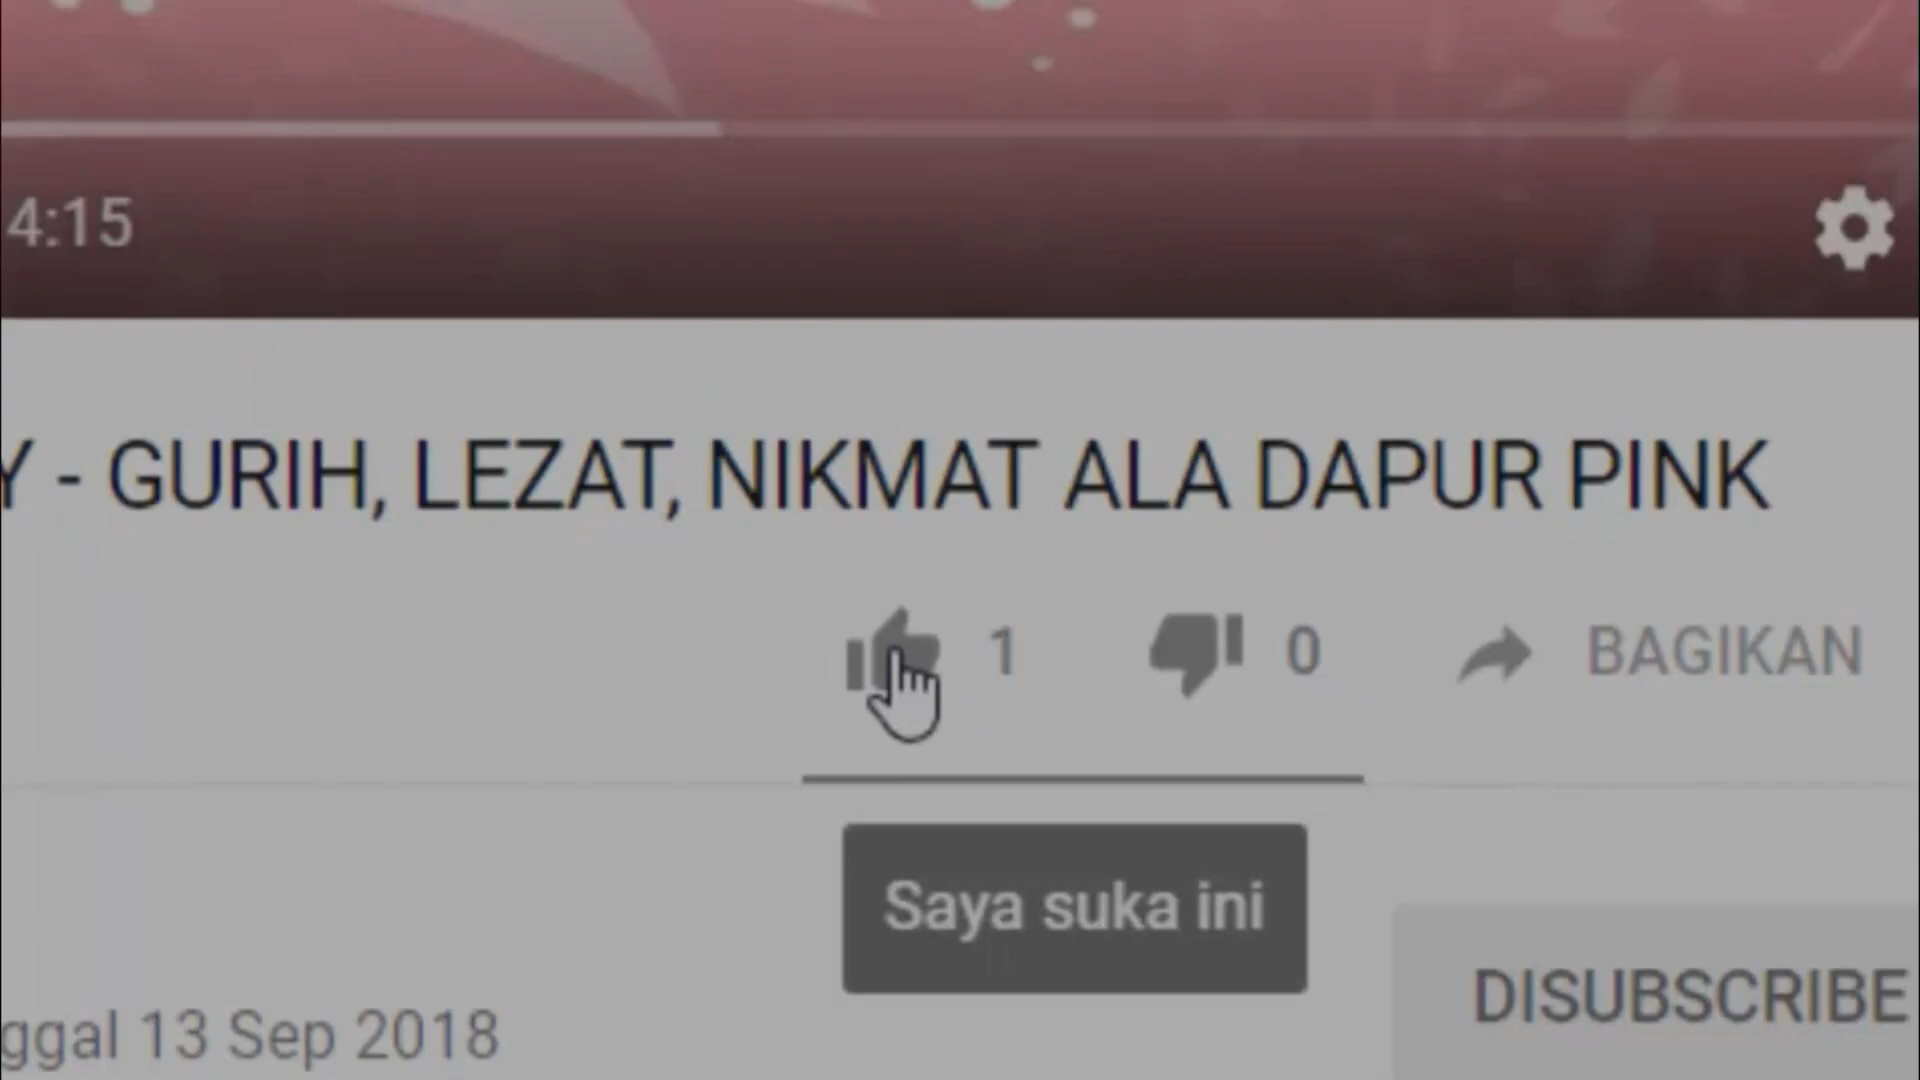 4:15
Y - GURIH, LEZAT, NIKMAT ALA DAPUR PINK
1 0 BAGIKAN
Saya suka ini
DISUBSCRIBE
ggal 13 Sep 2018